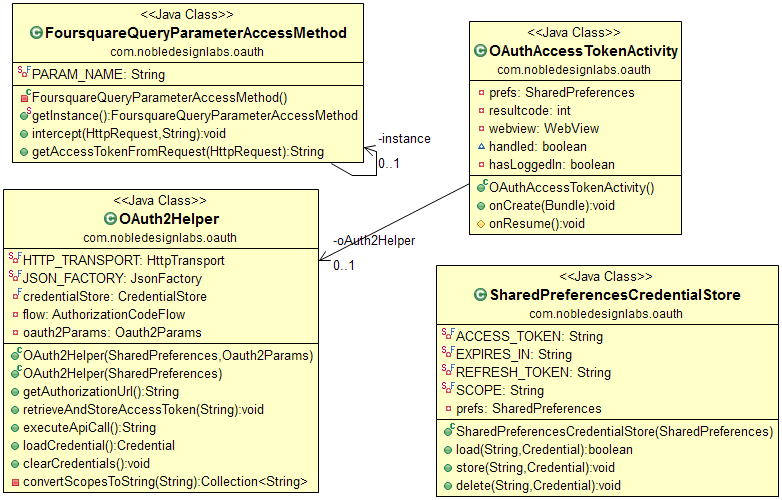 <<Java Class>>
FoursquareQueryParameterAccessMethod
com.nobledesignlabs.oauth
PARAM_NAME: String
FoursquareQueryParameterAccessMethod()
getInstance():FoursquareQueryParameterAccessMethod
intercept(HttpRequest,String):void
getAccessTokenFromRequest(HttpRequest):String
-instance
0..1
<<Java Class>>
OAuthAccessTokenActivity
com.nobledesignlabs.oauth
prefs: SharedPreferences
resultcode: int
webview: WebView
handled: boolean
hasLoggedIn: boolean
OAuthAccessTokenActivity()
onCreate(Bundle):void
onResume():void
-oAuth2Helper
0..1
<<Java Class>>
OAuth2Helper
com.nobledesignlabs.oauth
HTTP_TRANSPORT: HttpTransport
JSON_FACTORY: JsonFactory
credentialStore: CredentialStore
flow: AuthorizationCodeFlow
oauth2Params: Oauth2Params
OAuth2Helper(SharedPreferences,Oauth2Params)
OAuth2Helper(SharedPreferences)
getAuthorizationUrl():String
retrieveAndStoreAccessToken(String):void
executeApiCall():String
loadCredential():Credential
clearCredentials():void
convertScopesToString(String):Collection<String>
<<Java Class>>
SharedPreferencesCredentialStore
com.nobledesignlabs.oauth
ACCESS_TOKEN: String
EXPIRES_IN: String
REFRESH_TOKEN: String
SCOPE: String
prefs: SharedPreferences
SharedPreferencesCredentialStore(SharedPreferences)
load(String,Credential):boolean
store(String,Credential):void
delete(String,Credential):void